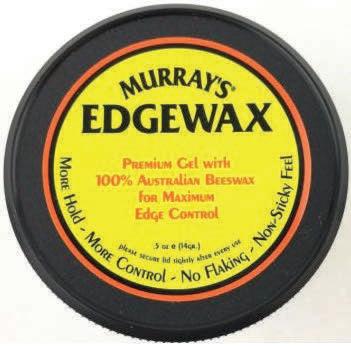 MURRAY'S®
EDGEWAX
PREMIUM GEL WITH
100% AUSTRALIAN BEESWAX
FOR MAXIMUM
EDGE CONTROL
.5 oz e (14GR.)
please secure lid tightly after every use
MORE HOLD - MORE CONTROL - NO FLAKING - NON-STICKY FEEL